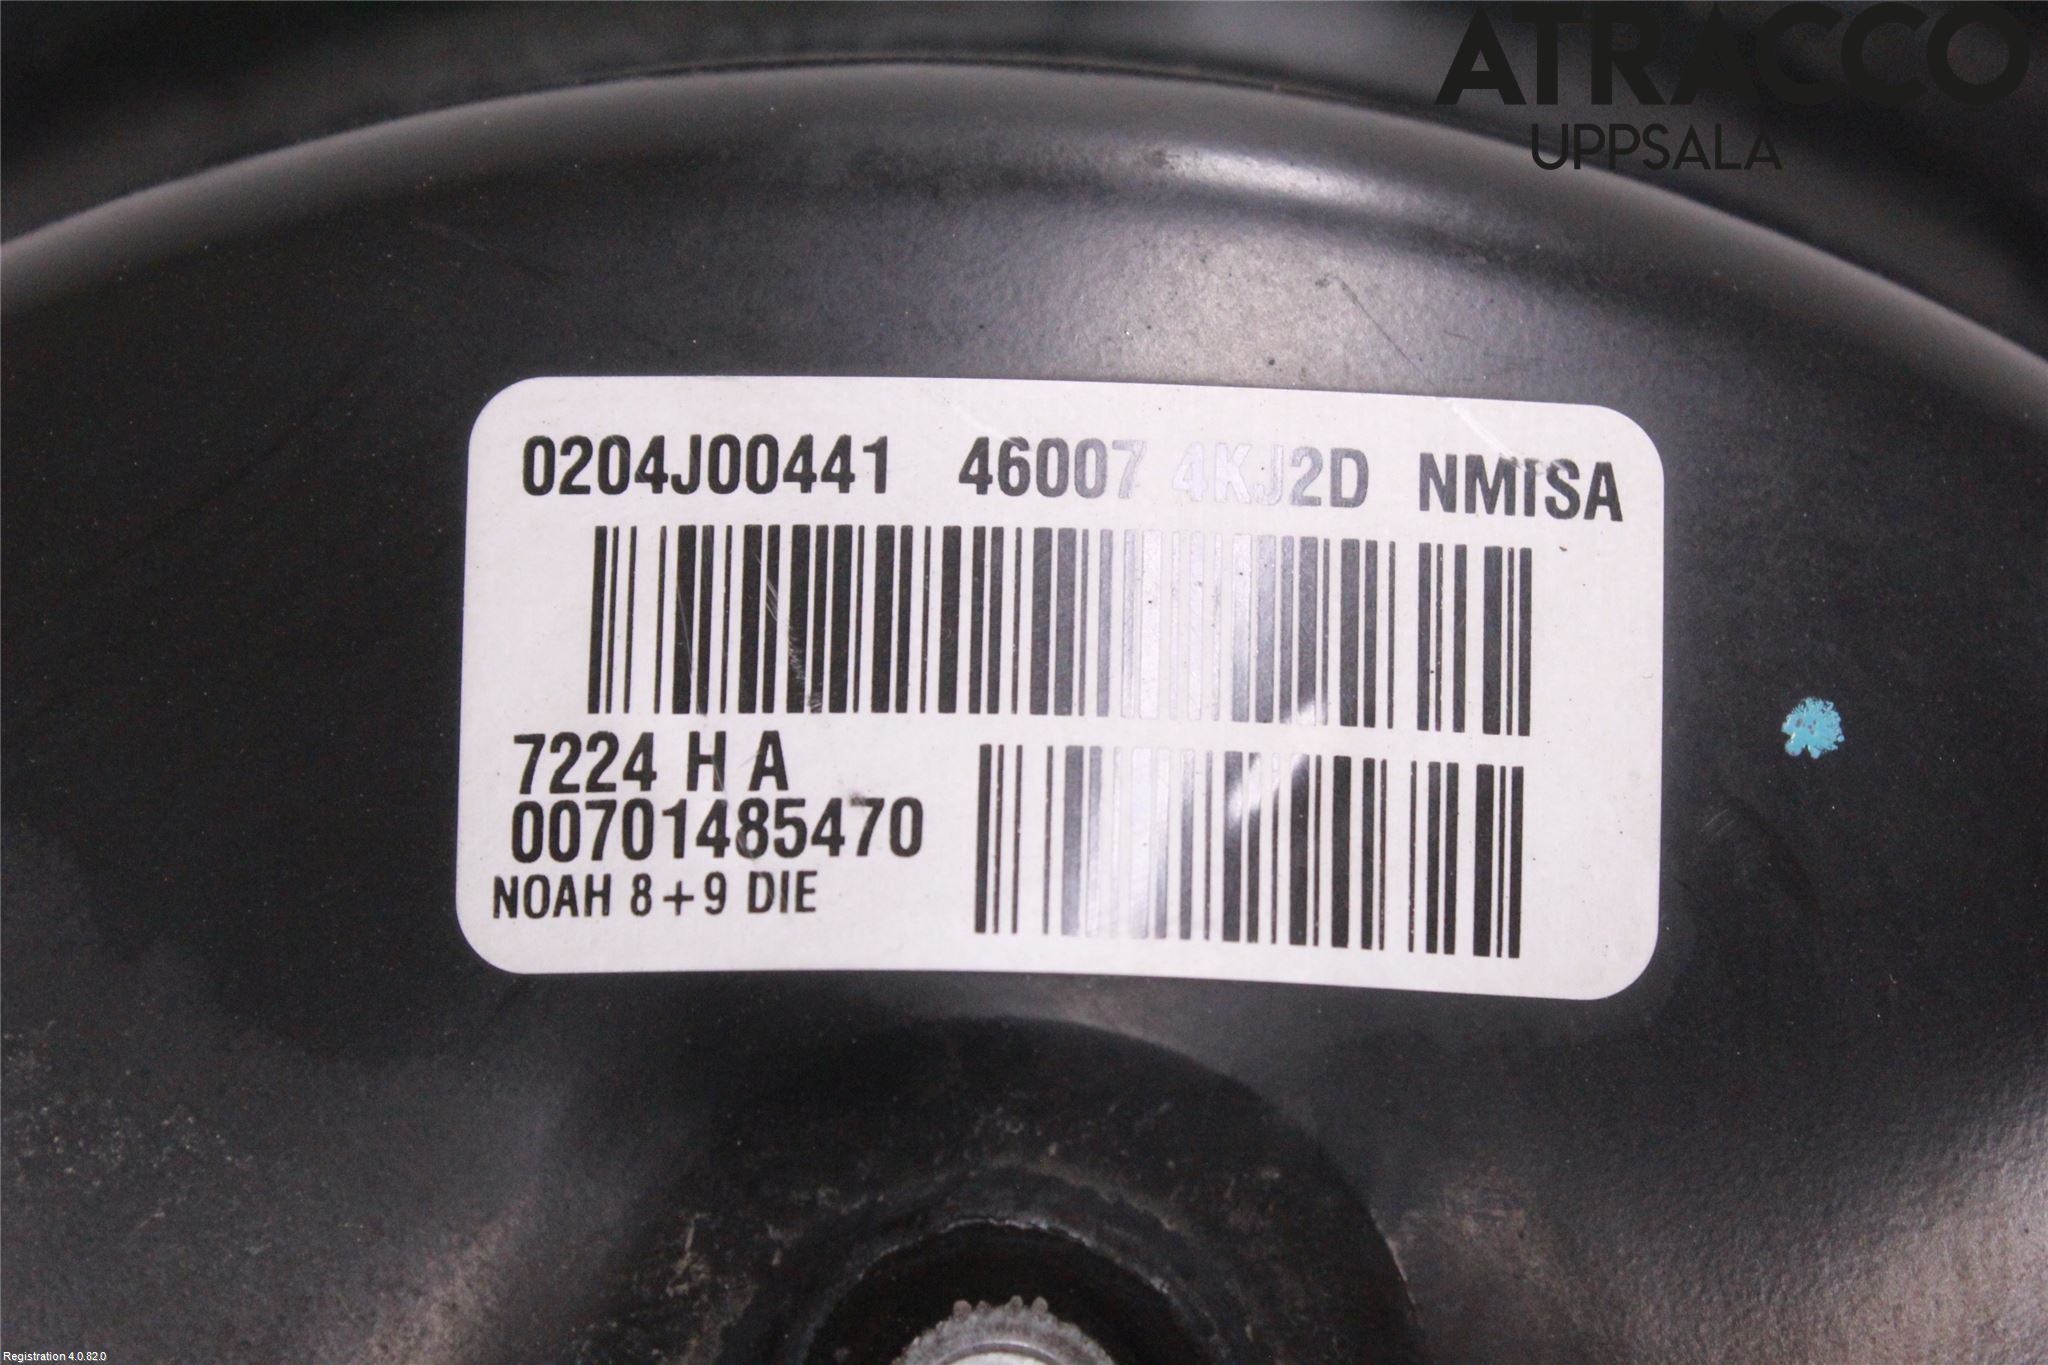 ATRACCO
UPPSALA
0204J00441 46007 4KJ2D NMISA
7224 H A
00701485470
NOAH 8+9 DIE
Registration 4.0.82.0